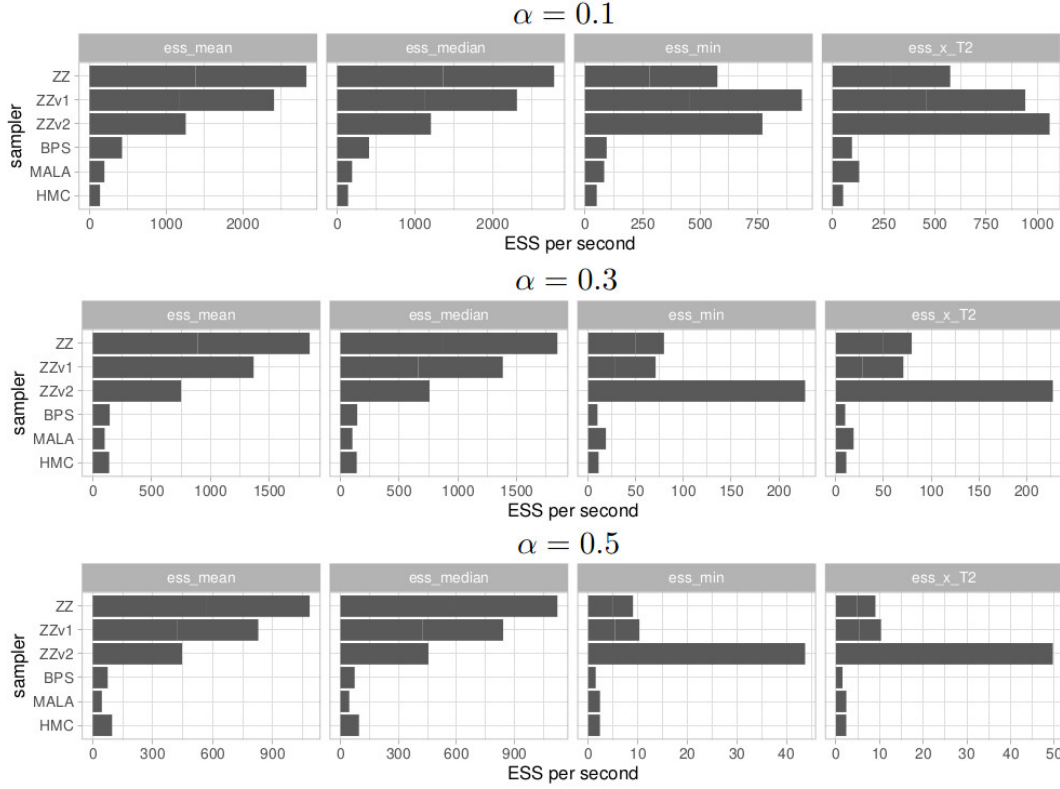 α = 0.1
ess_mean ess_median ess_min ess_x_T2
sampler
ZZ
ZZv1
ZZv2
BPS
MALA
HMC
0 1000 2000 0 1000 2000 0 250 500 750 0 250 500 750 1000
ESS per second
α = 0.3
ess_mean ess_median ess_min ess_x_T2
sampler
ZZ
ZZv1
ZZv2
BPS
MALA
HMC
0 500 1000 1500 0 500 1000 1500 0 50 100 150 200 0 50 100 150 200
ESS per second
α = 0.5
ess_mean ess_median ess_min ess_x_T2
sampler
ZZ
ZZv1
ZZv2
BPS
MALA
HMC
0 300 600 900 0 300 600 900 0 10 20 30 40 0 10 20 30 40 50
ESS per second